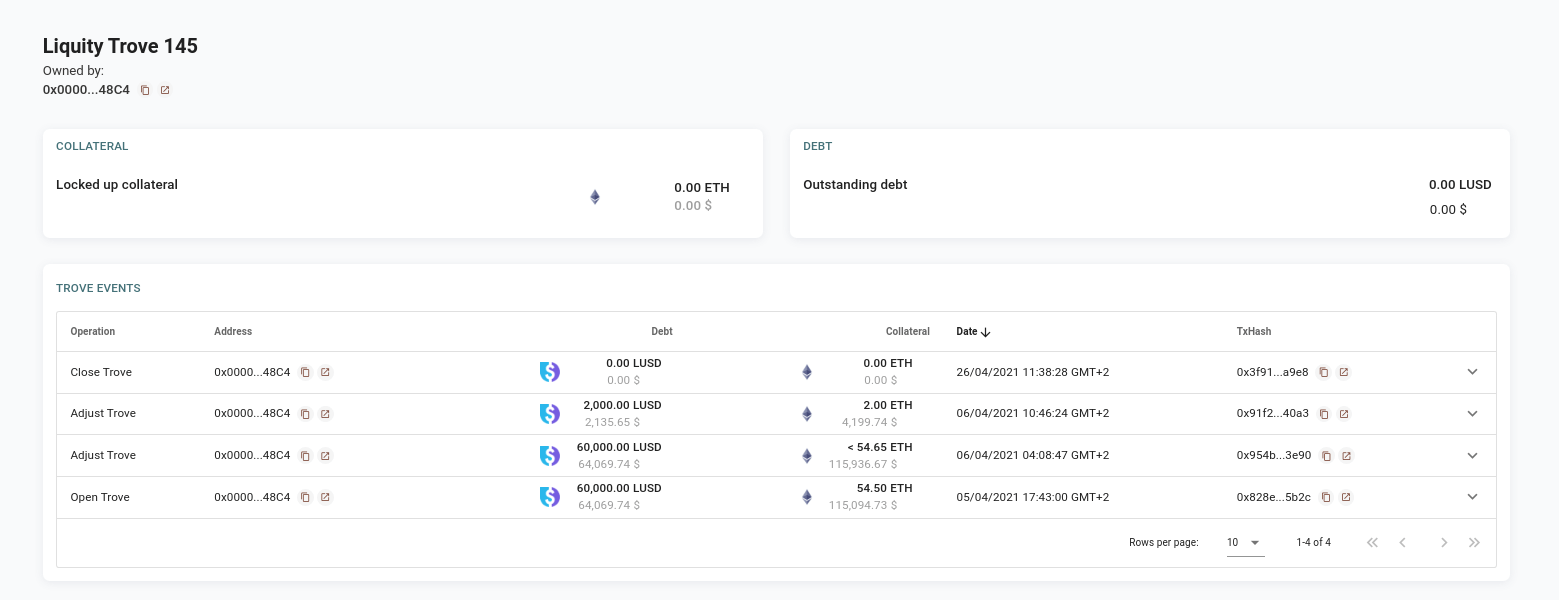 Liquity Trove 145
Owned by:
0x0000...48C4
COLLATERAL
Locked up collateral
0.00 ETH
0.00 $
DEBT
Outstanding debt
0.00 LUSD
0.00 $
TROVE EVENTS
Operation Address Debt Collateral Date TxHash
Close Trove 0x0000...48C4 0.00 LUSD 0.00 ETH 26/04/2021 11:38:28 GMT+2 0x3f91...a9e8
0.00 $ 0.00 $
Adjust Trove 0x0000...48C4 2,000.00 LUSD 2.00 ETH 06/04/2021 10:46:24 GMT+2 0x91f2...40a3
2,135.65 $ 4,199.74 $
Adjust Trove 0x0000...48C4 60,000.00 LUSD < 54.65 ETH 06/04/2021 04:08:47 GMT+2 0x954b...3e90
64,069.74 $ 115,936.67 $
Open Trove 0x0000...48C4 60,000.00 LUSD 54.50 ETH 05/04/2021 17:43:00 GMT+2 0x828e...5b2c
64,069.74 $ 115,094.73 $
Rows per page: 10 1-4 of 4